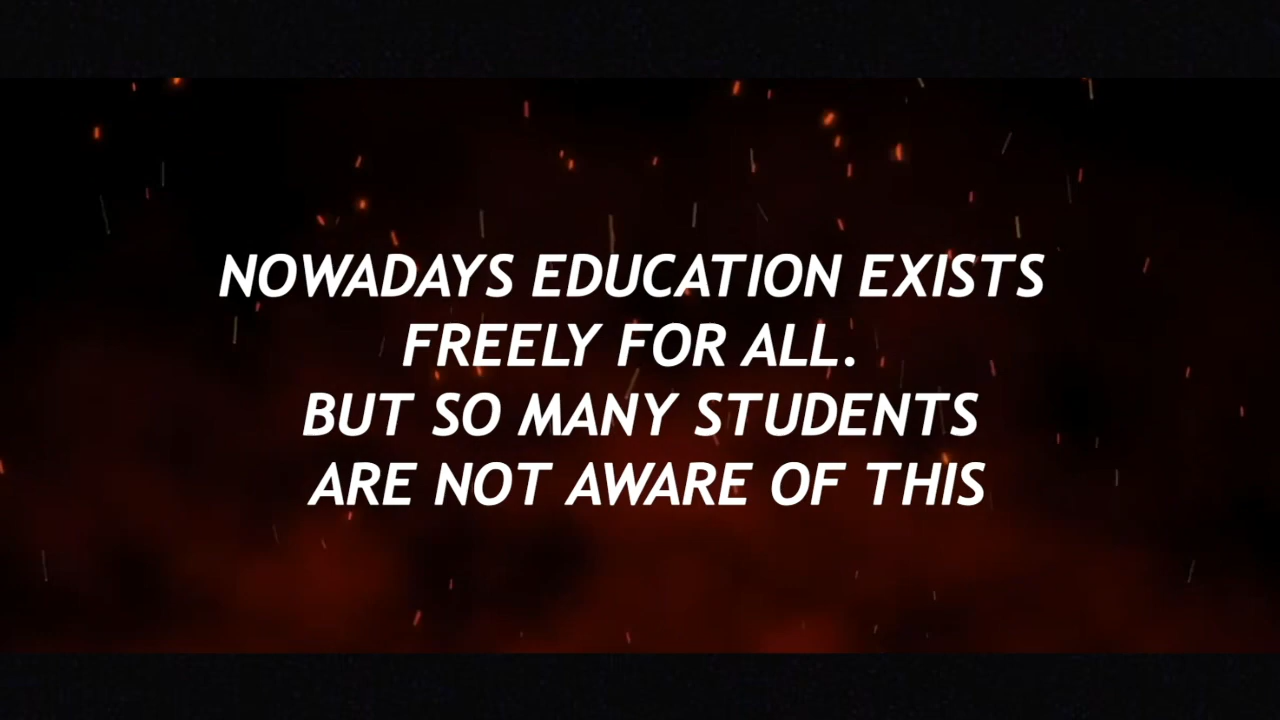 NOWADAYS EDUCATION EXISTS
FREELY FOR ALL.
BUT SO MANY STUDENTS
ARE NOT AWARE OF THIS